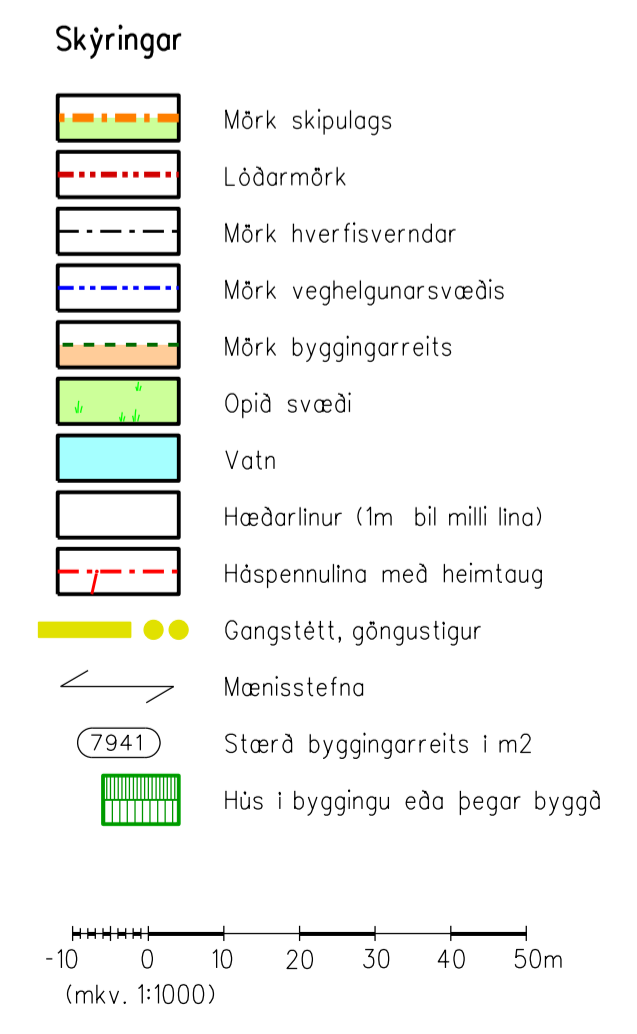 Skýringar
Mörk skipulags
Lóðarmörk
Mörk hverfisverndar
Mörk veghelgunarsvæðis
Mörk byggingarreits
Opið svæði
Vatn
Hæðarlínur (1m bil milli lína)
Háspennulína með heimtaug
Gangstétt, göngustígur
Mænisstefna
7941 Stærð byggingarreits í m2
Hús í byggingu eða þegar byggð
-10 0 10 20 30 40 50m
(mkv. 1:1000)